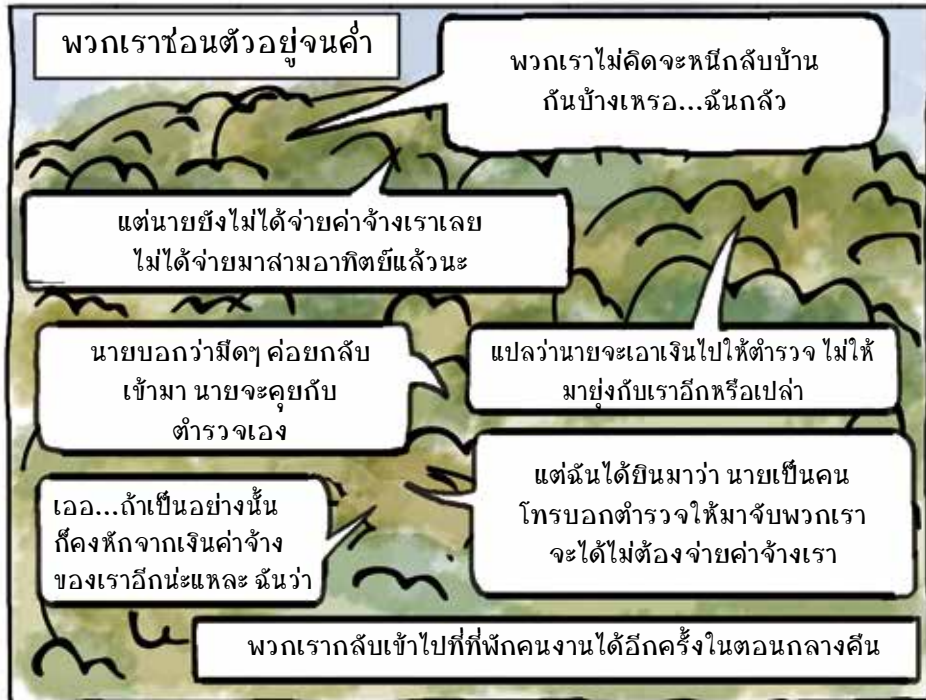 พวกเราซ่อนตัวอยู่จนค่ำ
พวกเราไม่คิดจะหนีกลับบ้าน
กันบ้างเหรอ...ฉันกลัว
แต่นายยังไม่ได้จ่ายค่าจ้างเราเลย
ไม่ได้จ่ายมาสามอาทิตย์แล้วนะ
แปลว่านายจะเอาเงินไปให้ตำรวจ ไม่ให้
มายุ่งกับเราอีกหรือเปล่า
นายบอกว่ามืดๆ ค่อยกลับ
เข้ามา นายจะคุยกับ
ตำรวจเอง
แต่ฉันได้ยินมาว่า นายเป็นคน
โทรบอกตำรวจให้มาจับพวกเรา
จะได้ไม่ต้องจ่ายค่าจ้างเรา
เออ...ถ้าเป็นอย่างนั้น
ก็คงหักจากเงินค่าจ้าง
ของเราอีกน่ะแหละ ฉันว่า
พวกเรากลับเข้าไปที่ที่พักคนงานได้อีกครั้งในตอนกลางคืน